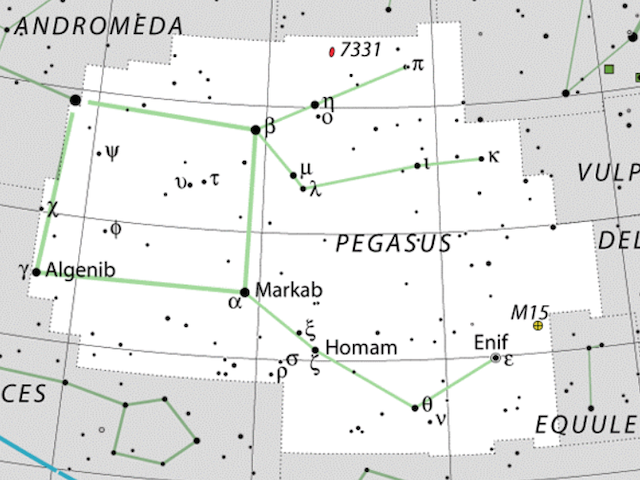 ANDROMEDA
7331
π
η
ο
β
ψ
μ
ι
κ
υ
τ
λ
VULP
χ
φ
PEGASUS
DEL
γ Algenib
α Markab
M15
ξ
Enif
ε
Homam
σ
ζ
ρ
CES
θ
ν
EQUULE